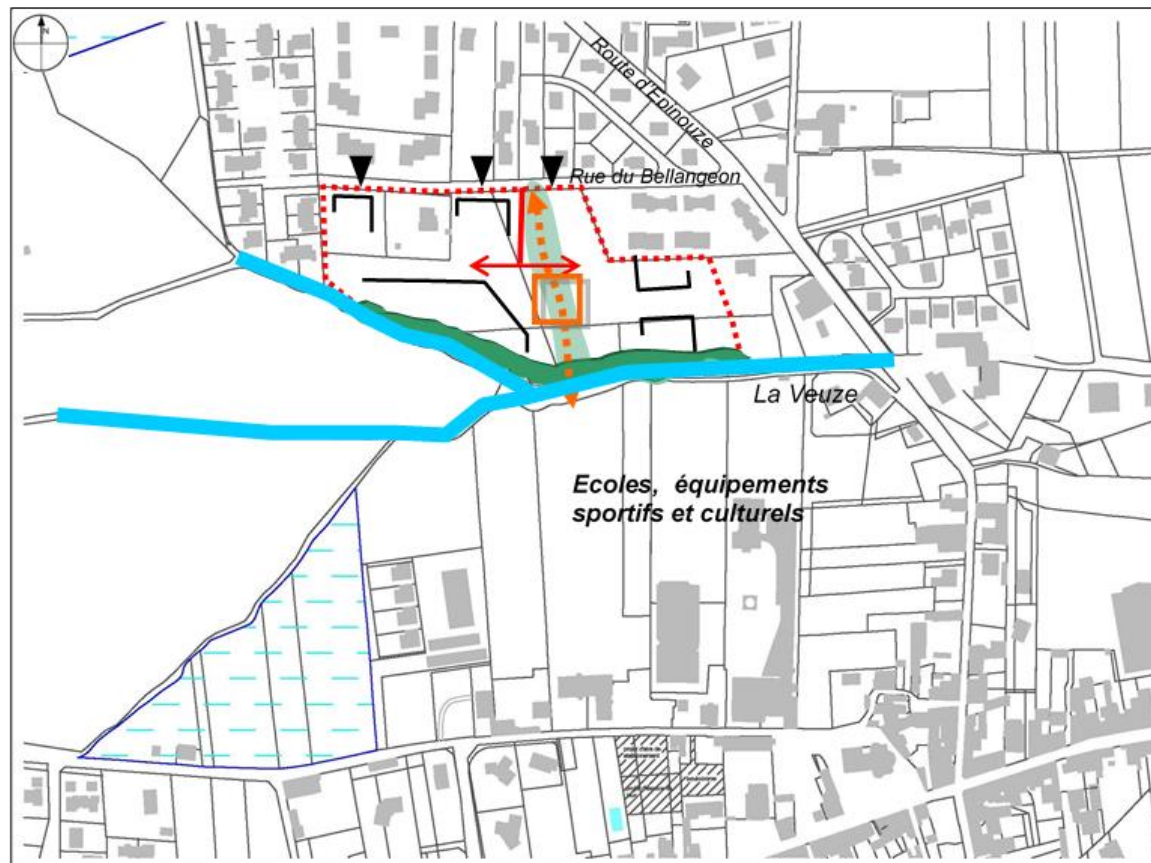 N
Route d'Epinouze
Rue du Bellangeon
La Veuze
Ecoles, équipements
sportifs et culturels